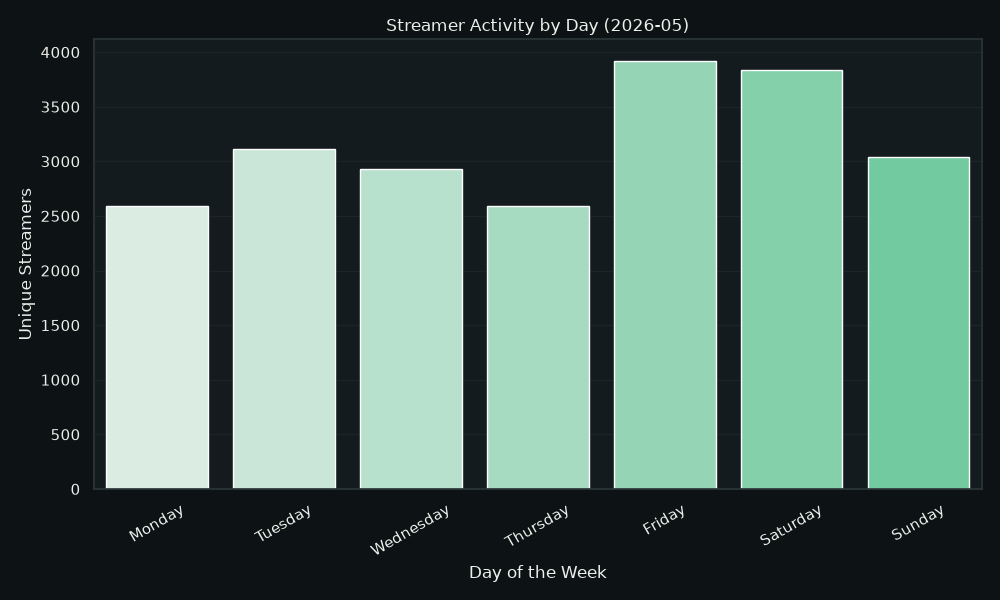 Streamer Activity by Day (2026-05)
Unique Streamers
4000
3500
3000
2500
2000
1500
1000
500
0
Monday
Tuesday
Wednesday
Thursday
Friday
Saturday
Sunday
Day of the Week